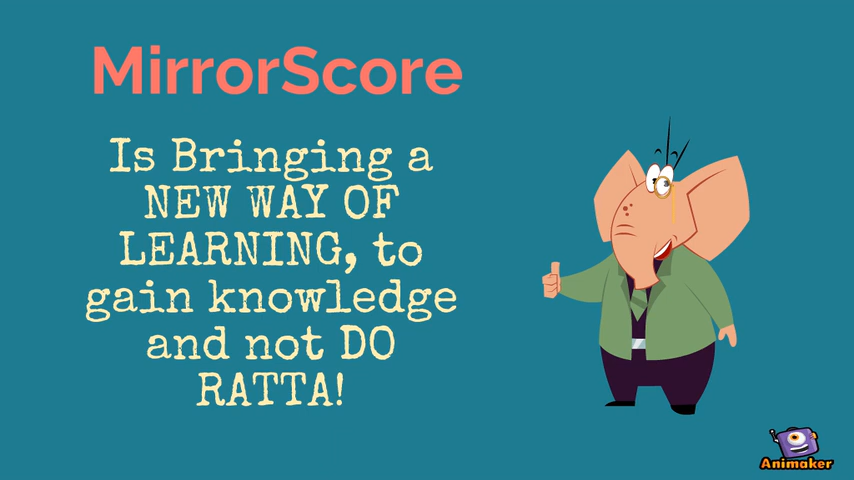 MirrorScore
Is Bringing a
NEW WAY OF
LEARNING, to
gain knowledge
and not DO
RATTA!
Animaker